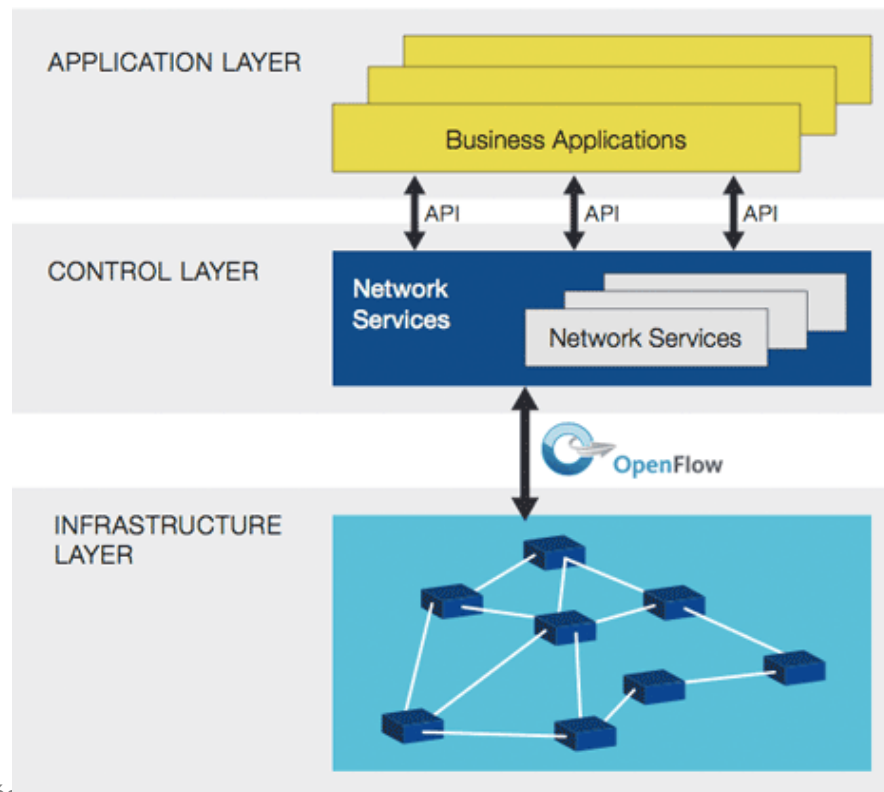 APPLICATION LAYER
Business Applications
API
API
API
CONTROL LAYER
Network
Services
Network Services
OpenFlow
INFRASTRUCTURE
LAYER